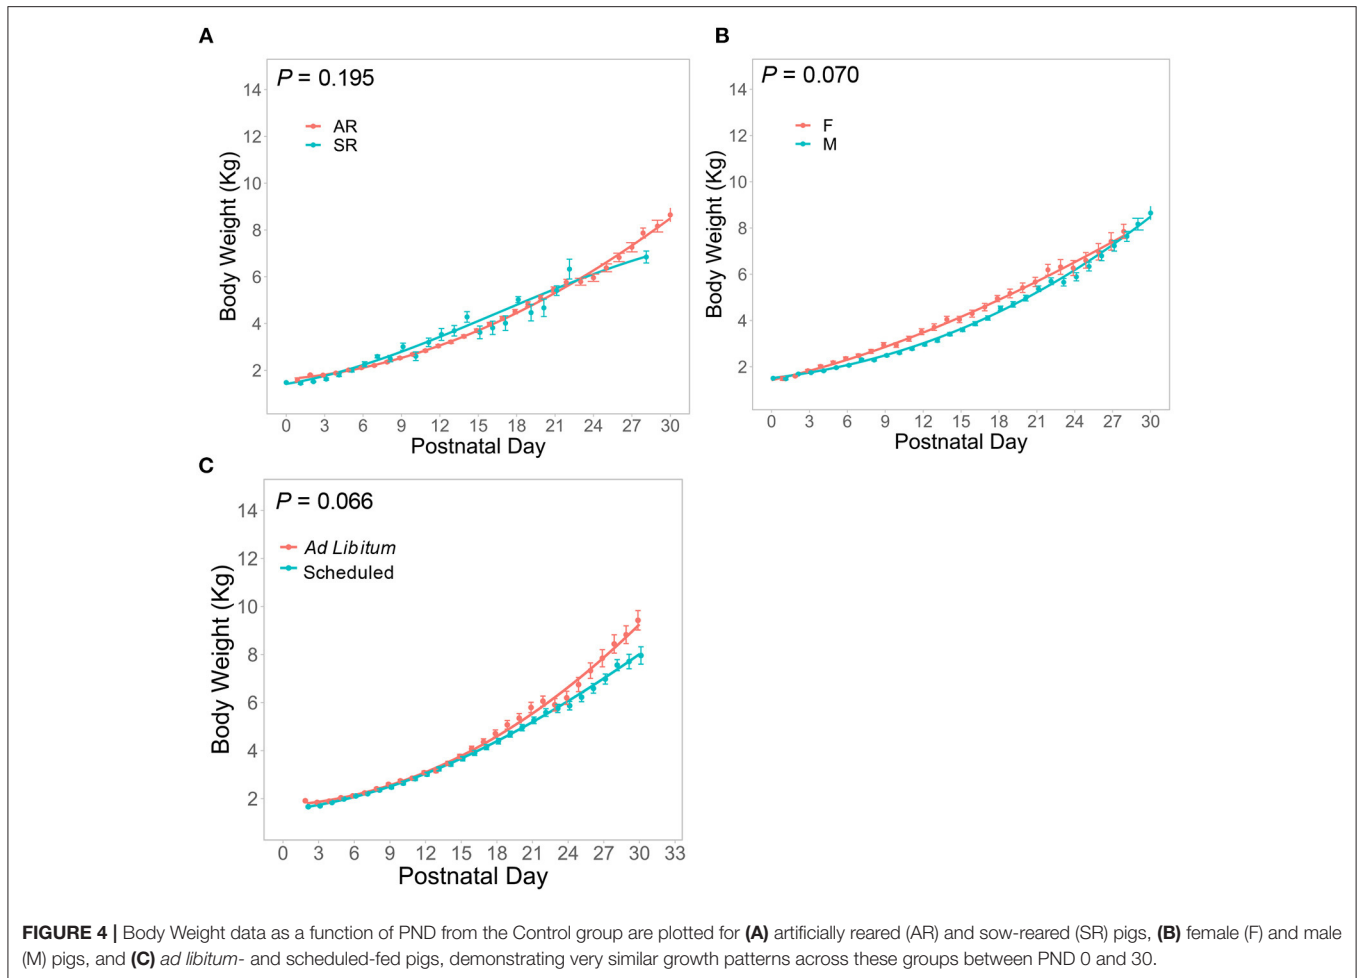 A
P = 0.195
AR
SR
14
12
10
8
6
4
2
Body Weight (Kg)
0 3 6 9 12 15 18 21 24 27 30
Postnatal Day
B
P = 0.070
F
M
14
12
10
8
6
4
2
Body Weight (Kg)
0 3 6 9 12 15 18 21 24 27 30
Postnatal Day
C
P = 0.066
Ad Libitum
Scheduled
14
12
10
8
6
4
2
Body Weight (Kg)
0 3 6 9 12 15 18 21 24 27 30 33
Postnatal Day
FIGURE 4 | Body Weight data as a function of PND from the Control group are plotted for (A) artificially reared (AR) and sow-reared (SR) pigs, (B) female (F) and male
(M) pigs, and (C) ad libitum- and scheduled-fed pigs, demonstrating very similar growth patterns across these groups between PND 0 and 30.